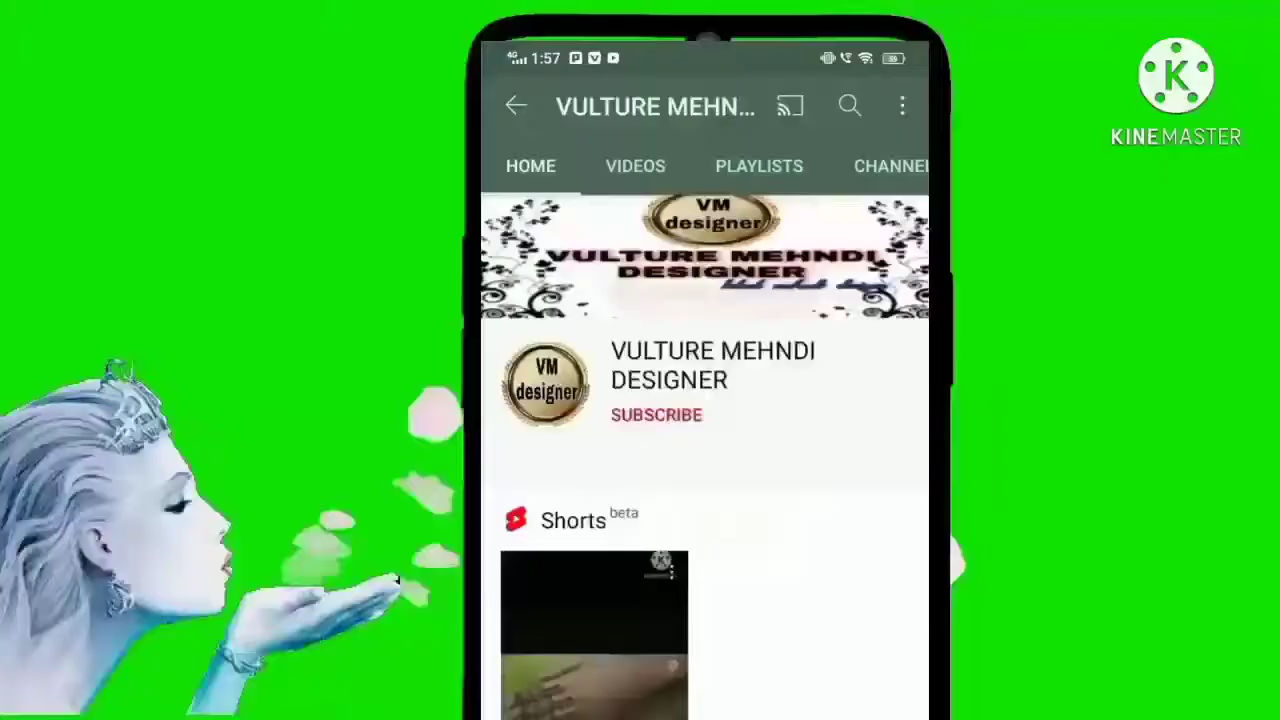 4G 1:57
VULTURE MEHN...
KINEMASTER
HOME VIDEOS PLAYLISTS CHANNEL
VM
designer
VULTURE MEHNDI
DESIGNER
VM
designer
VULTURE MEHNDI
DESIGNER
SUBSCRIBE
Shorts beta